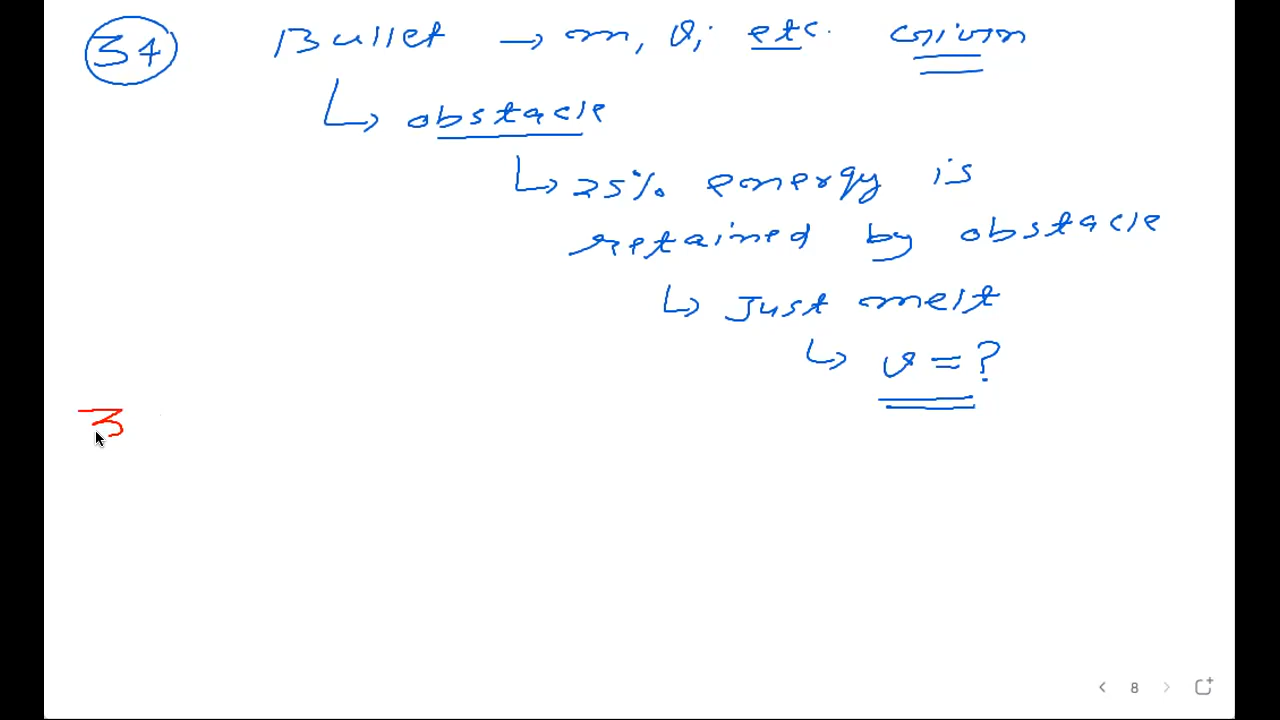 34 Bullet → m, v, etc. given
↳ obstacle
↳ 25% energy is
retained by obstacle
↳ Just melt
↳ v = ?
3
8